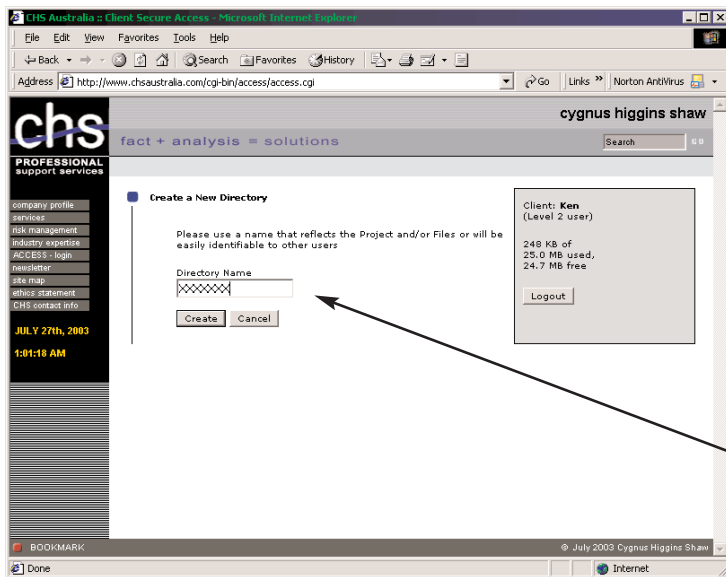 CHS Australia :: Client Secure Access - Microsoft Internet Explorer
File Edit View Favorites Tools Help
Back Search Favorites History
Address http://www.chsaustralia.com/cgi-bin/access/access.cgi Go Links » Norton AntiVirus
chs
PROFESSIONAL
support services
cygnus higgins shaw
fact + analysis = solutions
Search GO
company profile
services
risk management
industry expertise
ACCESS - login
newsletter
site map
ethics statement
CHS contact info
JULY 27th, 2003
1:01:18 AM
Create a New Directory
Please use a name that reflects the Project and/or Files or will be
easily identifiable to other users
Directory Name
XXXXXXX
Create Cancel
Client: Ken
(Level 2 user)
248 KB of
25.0 MB used,
24.7 MB free
Logout
BOOKMARK
© July 2003 Cygnus Higgins Shaw
Done Internet